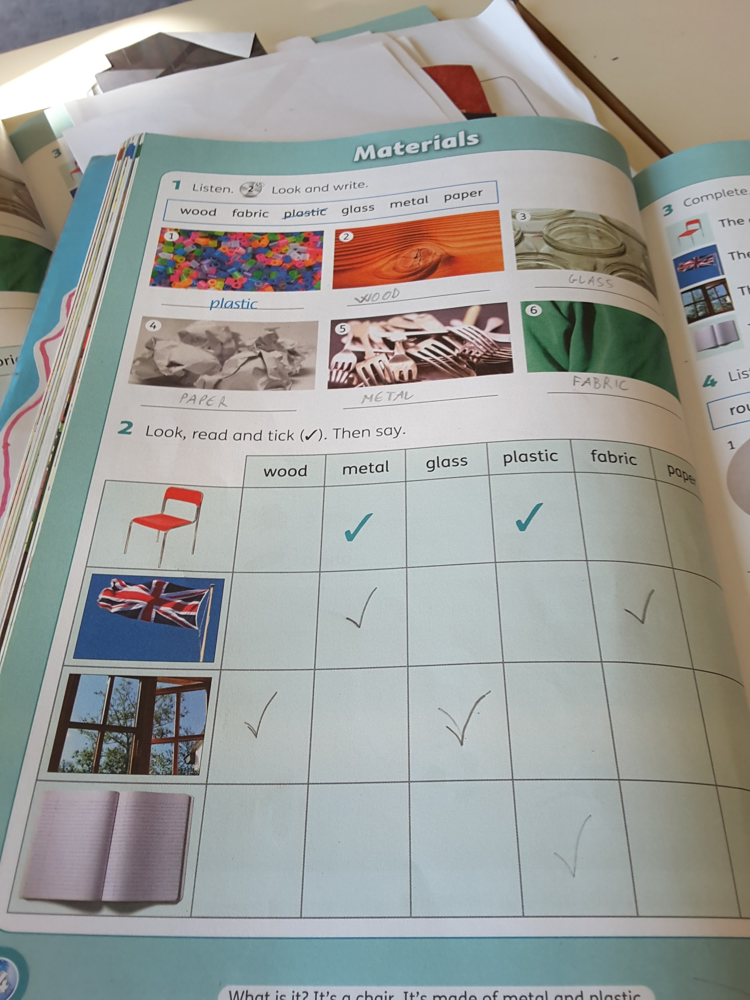 Materials
1 Listen. 2 45 Look and write.
wood fabric plastic glass metal paper
1
2
3
plastic
WOOD
GLASS
4
5
6
PAPER
METAL
FABRIC
2 Look, read and tick (✓). Then say.
wood metal glass plastic fabric
What is it? It's a chair. It's made of metal and plastic.
3 Complete.
The
The
4
1
3